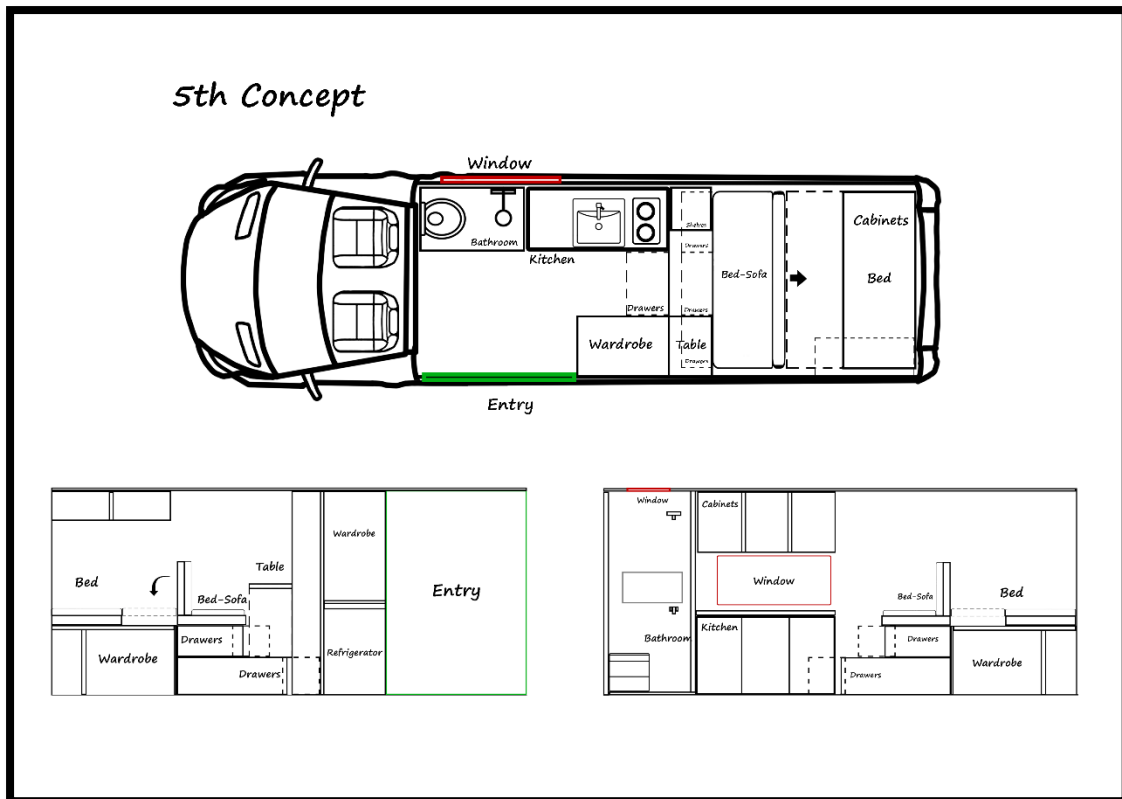 5th Concept
Window
Bathroom
Kitchen
Shelves
Drawers
Drawers
Drawers
Drawers
Wardrobe
Table
Bed-Sofa
Cabinets
Bed
Entry
Wardrobe
Table
Bed
Bed-Sofa
Entry
Drawers
Refrigerator
Wardrobe
Drawers
Window
Cabinets
Window
Bed-Sofa
Bed
Kitchen
Bathroom
Drawers
Wardrobe
Drawers